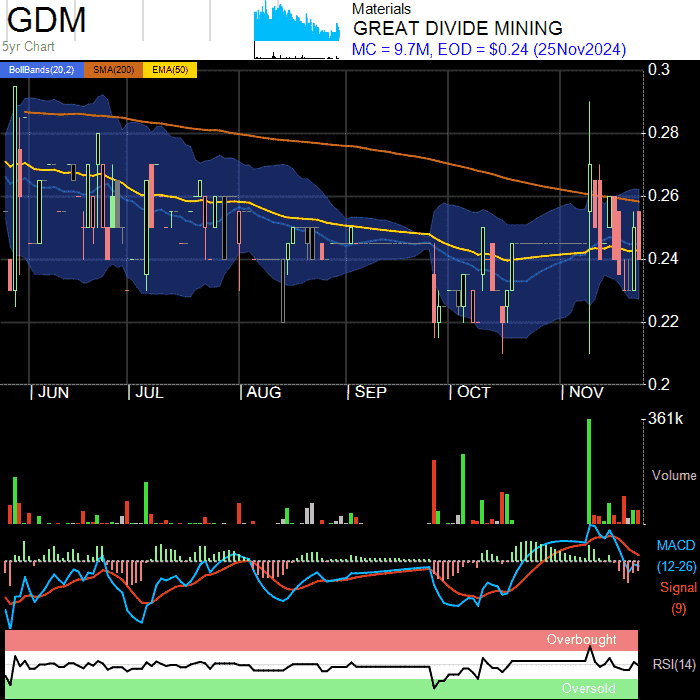 GDM
5yr Chart
Materials
GREAT DIVIDE MINING
MC = 9.7M, EOD = $0.24 (25Nov2024)
BollBands(20,2) SMA(200) EMA(50)
0.3
0.28
0.26
0.24
0.22
0.2
JUN JUL AUG SEP OCT NOV
361k
Volume
MACD
(12-26)
Signal
(9)
Overbought
RSI(14)
Oversold